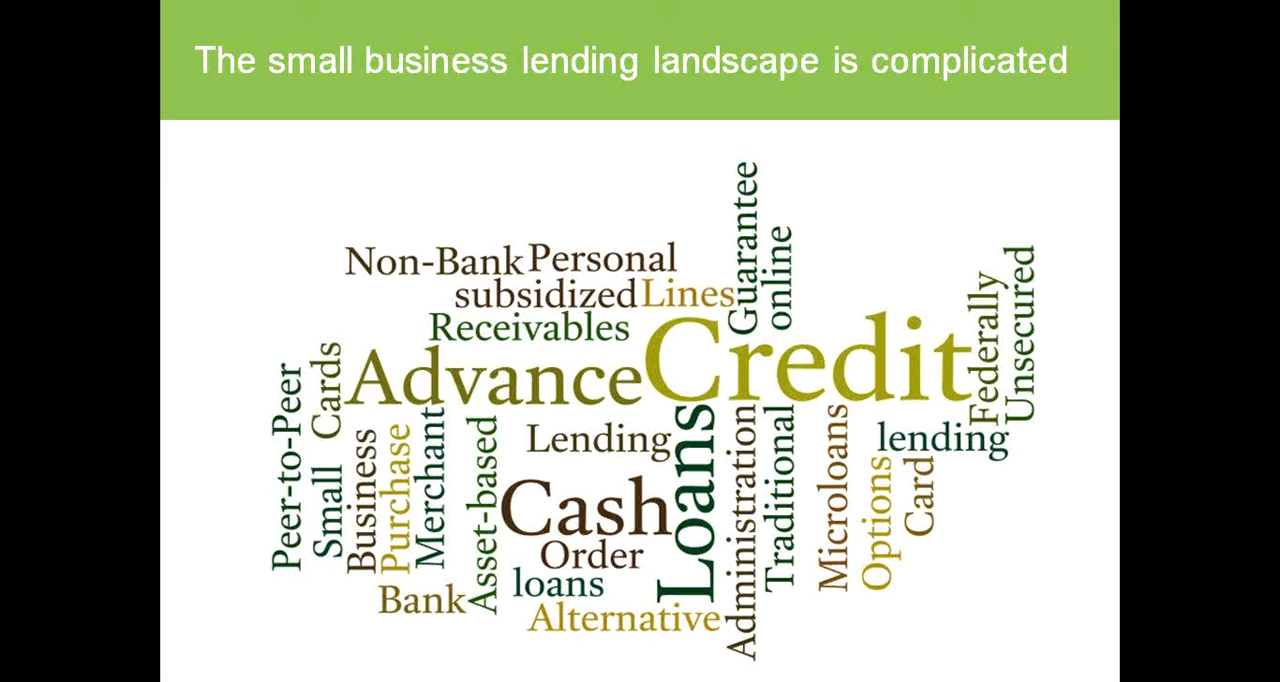 The small business lending landscape is complicated
Guarantee
online
Non-Bank
Personal
subsidized
Lines
Receivables
Credit
Federally
Unsecured
Advance
Cards
Peer-to-Peer
Small
Business
Purchase
Merchant
Asset-based
Lending
Loans
Administration
Traditional
Microloans
lending
Options
Card
Cash
Order
loans
Bank
Alternative